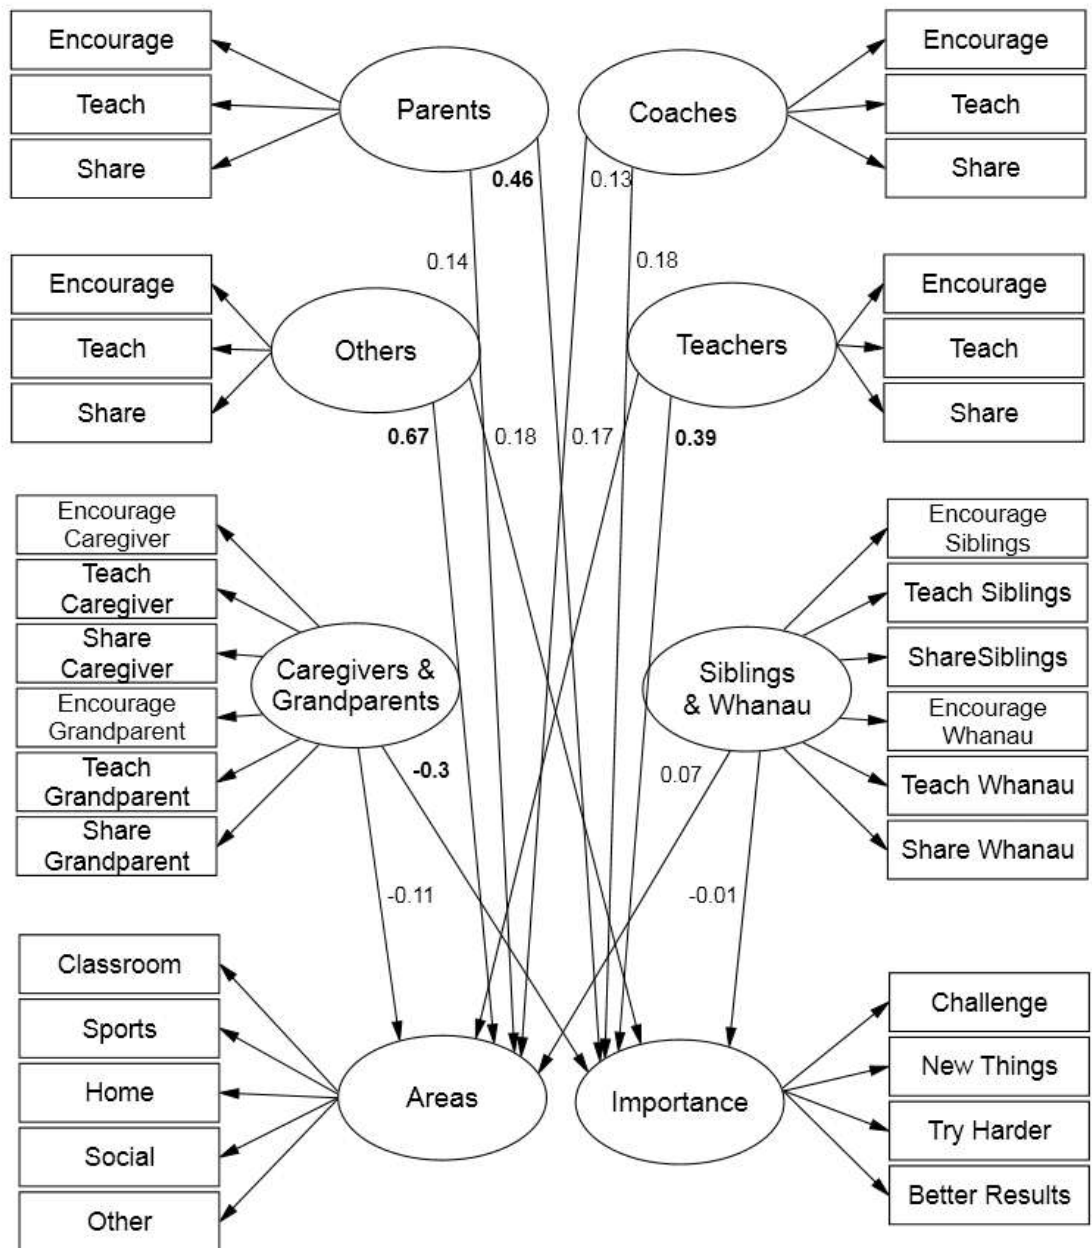 Encourage
Teach
Share
Parents
Coaches
Encourage
Teach
Share
0.46
0.13
0.14
0.18
Encourage
Teach
Share
Others
Teachers
Encourage
Teach
Share
0.67
0.18
0.17
0.39
Encourage
Caregiver
Teach
Caregiver
Share
Caregiver
Encourage
Grandparent
Teach
Grandparent
Share
Grandparent
Caregivers &
Grandparents
Siblings
& Whanau
Encourage
Siblings
Teach Siblings
ShareSiblings
Encourage
Whanau
Teach Whanau
Share Whanau
-0.3
0.07
-0.11
-0.01
Classroom
Sports
Home
Social
Other
Areas
Importance
Challenge
New Things
Try Harder
Better Results